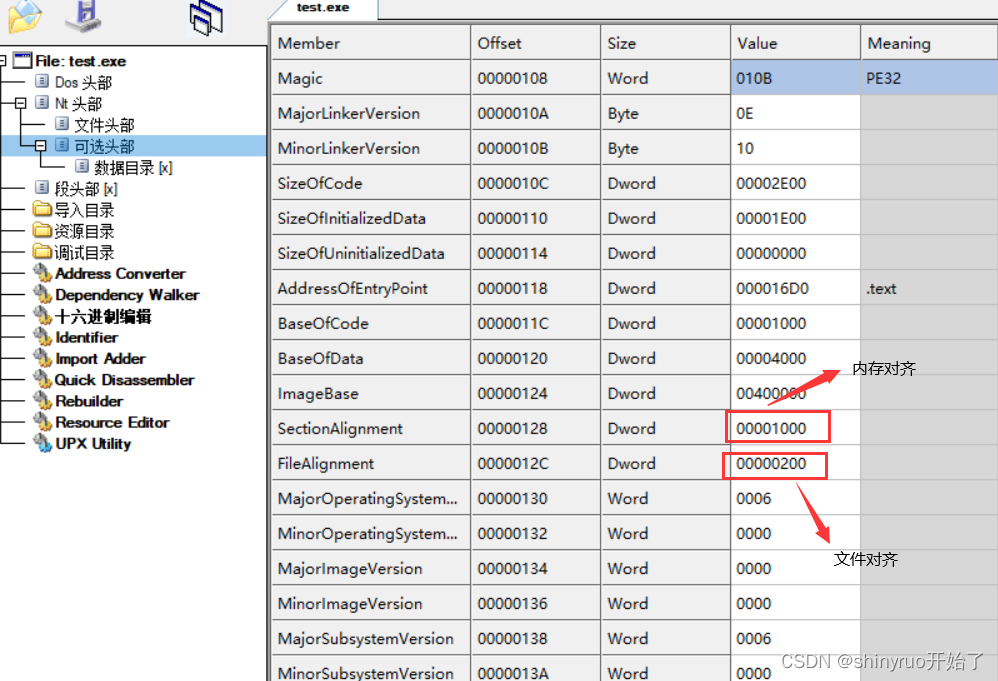 test.exe
File: test.exe
Dos 头部
Nt 头部
文件头部
可选头部
数据目录 [x]
段头部 [x]
导入目录
资源目录
调试目录
Address Converter
Dependency Walker
十六进制编辑
Identifier
Import Adder
Quick Disassembler
Rebuilder
Resource Editor
UPX Utility
Member Offset Size Value Meaning
Magic 00000108 Word 010B PE32
MajorLinkerVersion 0000010A Byte 0E
MinorLinkerVersion 0000010B Byte 10
SizeOfCode 0000010C Dword 00002E00
SizeOfInitializedData 00000110 Dword 00001E00
SizeOfUninitializedData 00000114 Dword 00000000
AddressOfEntryPoint 00000118 Dword 000016D0 .text
BaseOfCode 0000011C Dword 00001000
BaseOfData 00000120 Dword 00004000
内存对齐
ImageBase 00000124 Dword 00400000
SectionAlignment 00000128 Dword 00001000
FileAlignment 0000012C Dword 00000200
MajorOperatingSystem... 00000130 Word 0006
MinorOperatingSystem... 00000132 Word 0000
文件对齐
MajorImageVersion 00000134 Word 0000
MinorImageVersion 00000136 Word 0000
MajorSubsystemVersion 00000138 Word 0006
MinorSubsystemVersion 0000013A Word 0000
CSDN @shinyruo开始了